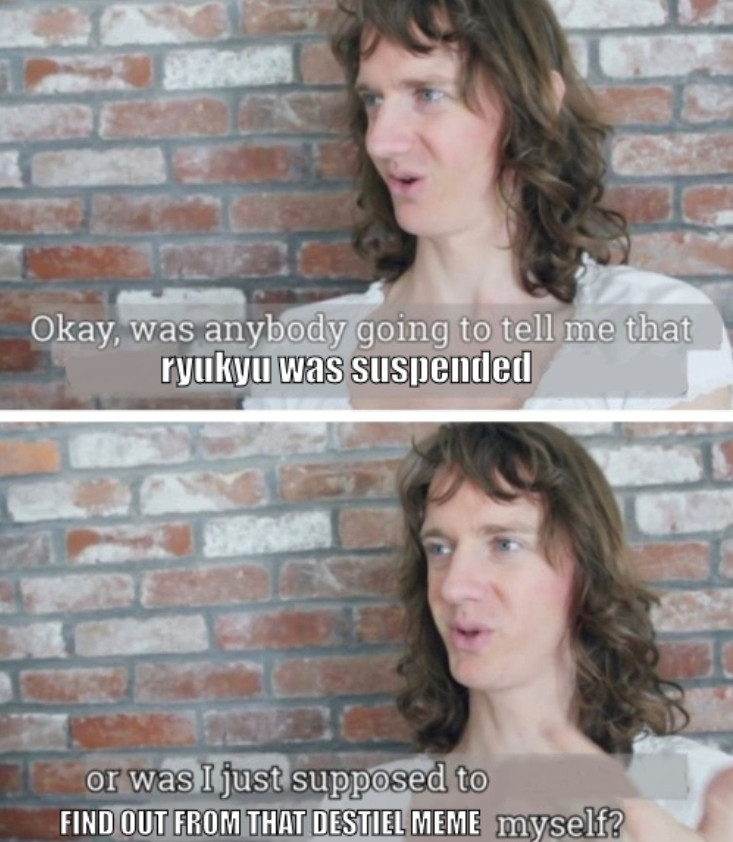 Okay, was anybody going to tell me that
ryukyu was suspended
or was I just supposed to
FIND OUT FROM THAT DESTIEL MEME myself?